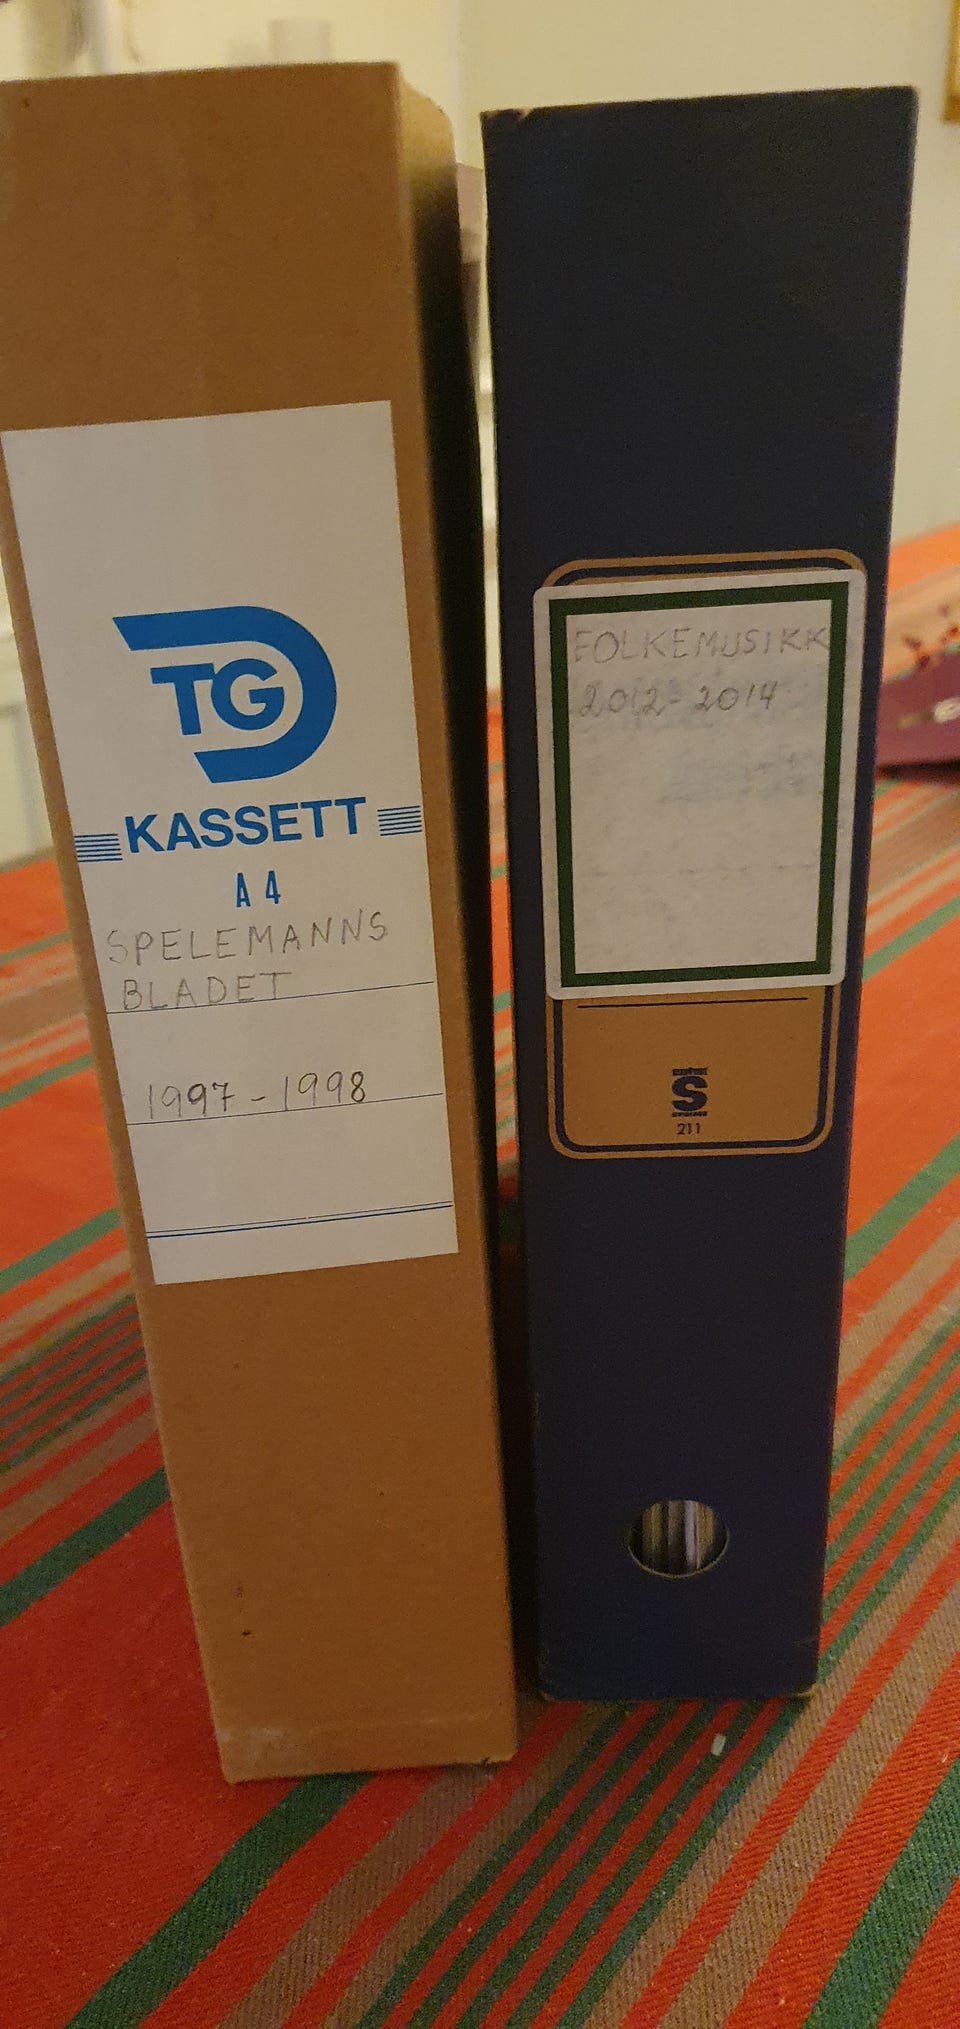 TG
KASSETT
A4
SPELEMANNS
BLADET
1997-1998
FOLKEMUSIKK
2012-2014
S
211